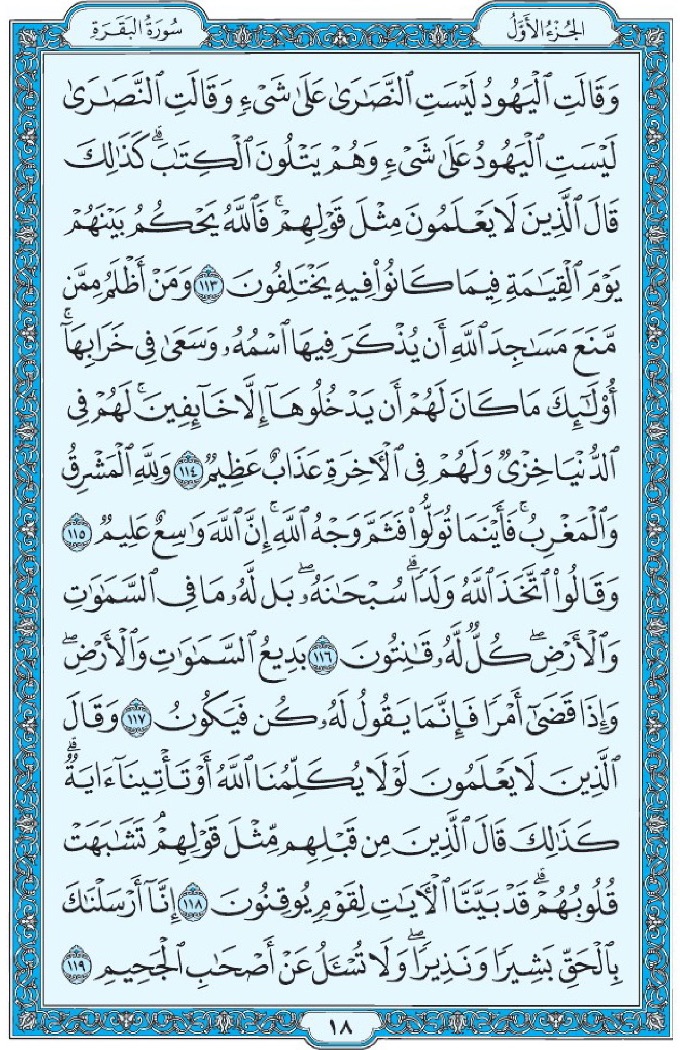 سُورَةُ الْبَقَرَةِ
الجُزْءُ الأَوَّلُ
وَقَالَتِ ٱلۡيَهُودُ لَيۡسَتِ ٱلنَّصَٰرَىٰ عَلَىٰ شَيۡءٖ وَقَالَتِ ٱلنَّصَٰرَىٰ
لَيۡسَتِ ٱلۡيَهُودُ عَلَىٰ شَيۡءٖ وَهُمۡ يَتۡلُونَ ٱلۡكِتَٰبَۗ كَذَٰلِكَ
قَالَ ٱلَّذِينَ لَا يَعۡلَمُونَ مِثۡلَ قَوۡلِهِمۡۚ فَٱللَّهُ يَحۡكُمُ بَيۡنَهُمۡ
يَوۡمَ ٱلۡقِيَٰمَةِ فِيمَا كَانُواْ فِيهِ يَخۡتَلِفُونَ ١١٣ وَمَنۡ أَظۡلَمُ مِمَّن
مَّنَعَ مَسَٰجِدَ ٱللَّهِ أَن يُذۡكَرَ فِيهَا ٱسۡمُهُۥ وَسَعَىٰ فِي خَرَابِهَآۚ
أُوْلَٰٓئِكَ مَا كَانَ لَهُمۡ أَن يَدۡخُلُوهَآ إِلَّا خَآئِفِينَۚ لَهُمۡ فِي
ٱلدُّنۡيَا خِزۡيٞ وَلَهُمۡ فِي ٱلۡأٓخِرَةِ عَذَابٌ عَظِيمٞ ١١٤ وَلِلَّهِ ٱلۡمَشۡرِقُ
وَٱلۡمَغۡرِبُۚ فَأَيۡنَمَا تُوَلُّواْ فَثَمَّ وَجۡهُ ٱللَّهِۚ إِنَّ ٱللَّهَ وَٰسِعٌ عَلِيمٞ ١١٥
وَقَالُواْ ٱتَّخَذَ ٱللَّهُ وَلَدٗاۗ سُبۡحَٰنَهُۥۖ بَل لَّهُۥ مَا فِي ٱلسَّمَٰوَٰتِ
وَٱلۡأَرۡضِۖ كُلّٞ لَّهُۥ قَٰنِتُونَ ١١٦ بَدِيعُ ٱلسَّمَٰوَٰتِ وَٱلۡأَرۡضِۖ
وَإِذَا قَضَىٰٓ أَمۡرٗا فَإِنَّمَا يَقُولُ لَهُۥ كُن فَيَكُونُ ١١٧ وَقَالَ
ٱلَّذِينَ لَا يَعۡلَمُونَ لَوۡلَا يُكَلِّمُنَا ٱللَّهُ أَوۡ تَأۡتِينَآ ءَايَةٞۗ
كَذَٰلِكَ قَالَ ٱلَّذِينَ مِن قَبۡلِهِم مِّثۡلَ قَوۡلِهِمۡۘ تَشَٰبَهَتۡ
قُلُوبُهُمۡۗ قَدۡ بَيَّنَّا ٱلۡأٓيَٰتِ لِقَوۡمٖ يُوقِنُونَ ١١٨ إِنَّآ أَرۡسَلۡنَٰكَ
بِٱلۡحَقِّ بَشِيرٗا وَنَذِيرٗاۖ وَلَا تُسۡـَٔلُ عَنۡ أَصۡحَٰبِ ٱلۡجَحِيمِ ١١٩
١٨